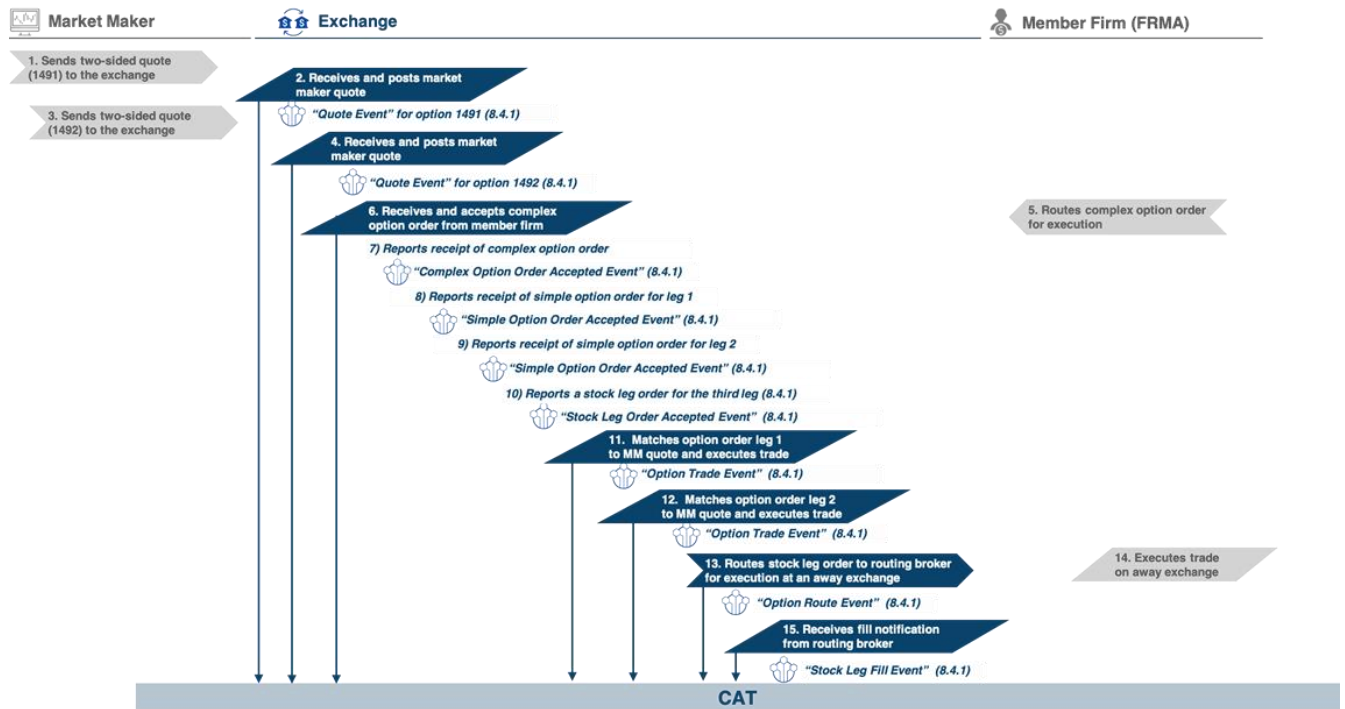 Market Maker
Exchange
Member Firm (FRMA)
1. Sends two-sided quote
(1491) to the exchange
2. Receives and posts market
maker quote
"Quote Event" for option 1491 (8.4.1)
3. Sends two-sided quote
(1492) to the exchange
4. Receives and posts market
maker quote
"Quote Event" for option 1492 (8.4.1)
5. Routes complex option order
for execution
6. Receives and accepts complex
option order from member firm
7) Reports receipt of complex option order
"Complex Option Order Accepted Event" (8.4.1)
8) Reports receipt of simple option order for leg 1
"Simple Option Order Accepted Event" (8.4.1)
9) Reports receipt of simple option order for leg 2
"Simple Option Order Accepted Event" (8.4.1)
10) Reports a stock leg order for the third leg (8.4.1)
"Stock Leg Order Accepted Event" (8.4.1)
11. Matches option order leg 1
to MM quote and executes trade
"Option Trade Event" (8.4.1)
12. Matches option order leg 2
to MM quote and executes trade
"Option Trade Event" (8.4.1)
13. Routes stock leg order to routing broker
for execution at an away exchange
"Option Route Event" (8.4.1)
14. Executes trade
on away exchange
15. Receives fill notification
from routing broker
"Stock Leg Fill Event" (8.4.1)
CAT